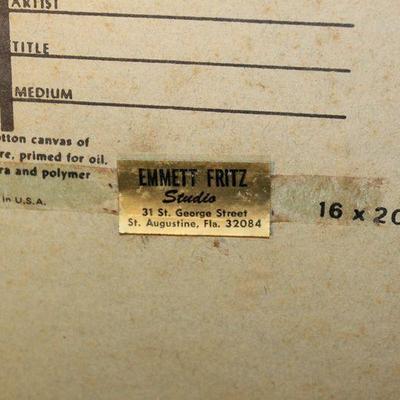 ARTIST
TITLE
MEDIUM
cotton canvas of
re, primed for oil,
ra and polymer
in U.S.A.
EMMETT FRITZ
Studio
31 St. George Street
St. Augustine, Fla. 32084
16 x 20